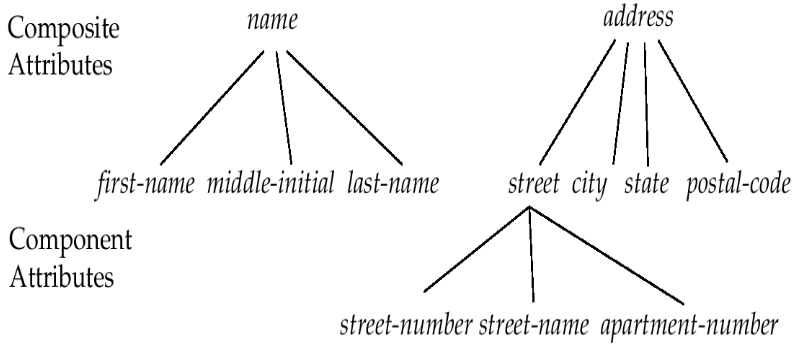 Composite
Attributes
name
address
first-name middle-initial last-name
street city state postal-code
Component
Attributes
street-number street-name apartment-number